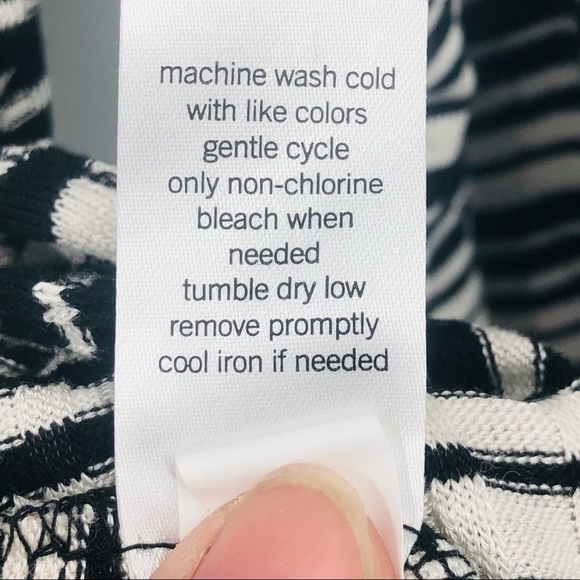 machine wash cold
with like colors
gentle cycle
only non-chlorine
bleach when
needed
tumble dry low
remove promptly
cool iron if needed